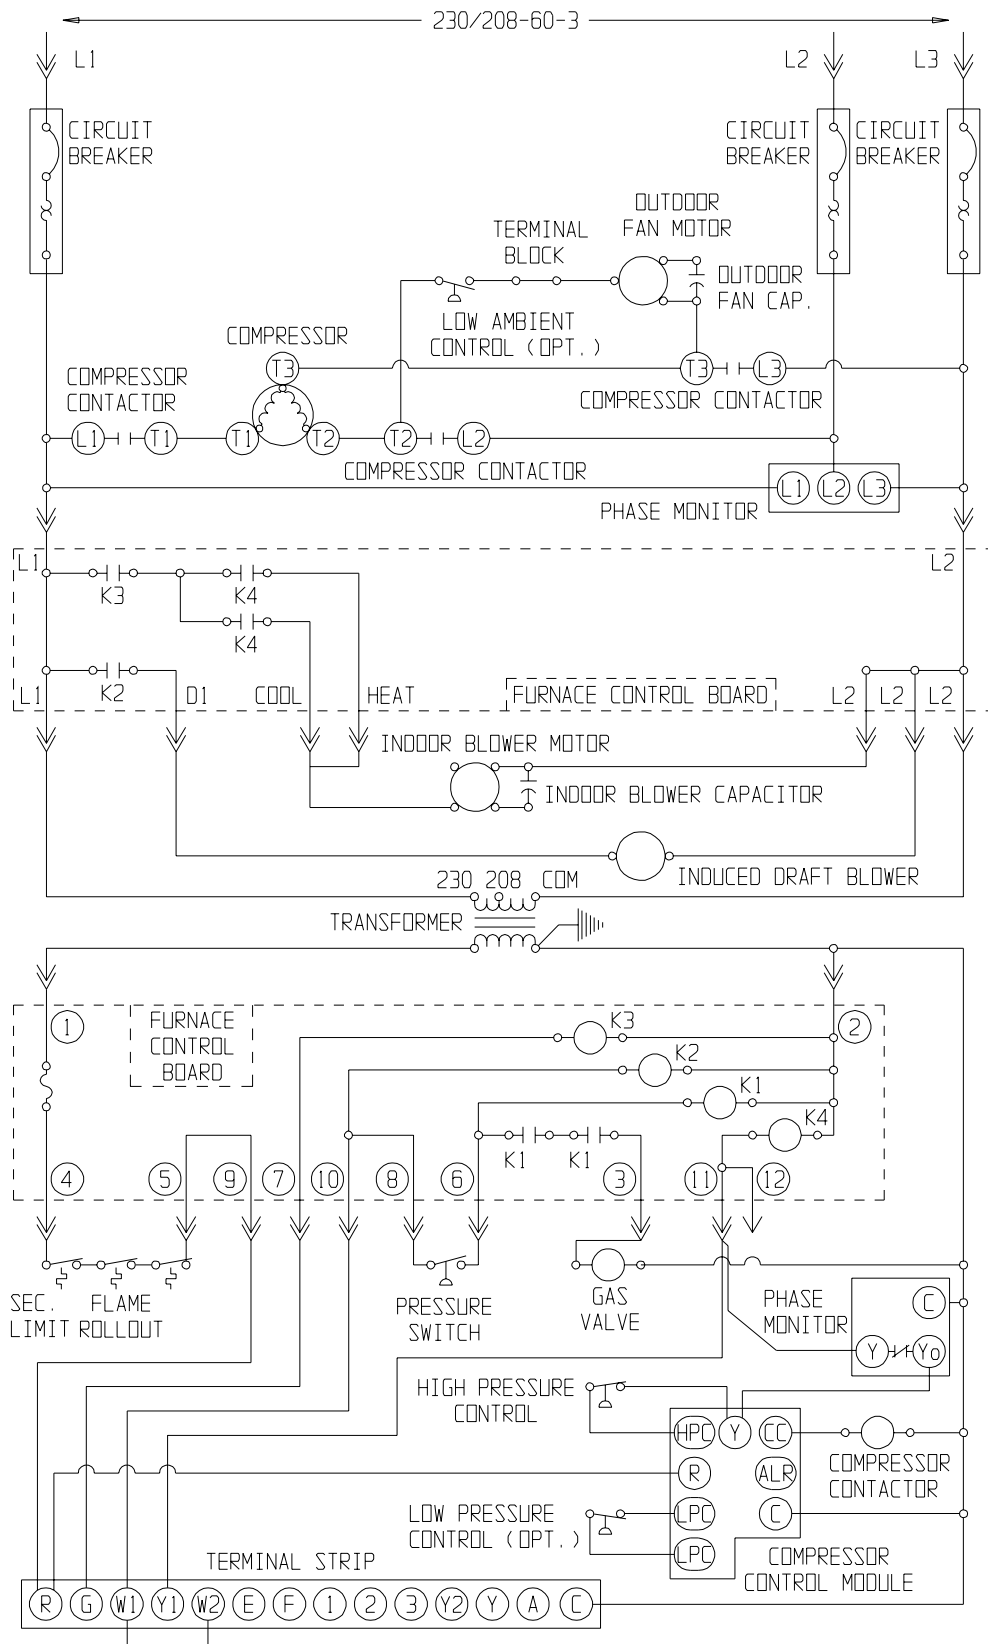 230/208-60-3
L1
L2
L3
CIRCUIT
BREAKER
CIRCUIT
BREAKER
CIRCUIT
BREAKER
OUTDOOR
FAN MOTOR
TERMINAL
BLOCK
OUTDOOR
FAN CAP.
LOW AMBIENT
CONTROL (OPT.)
COMPRESSOR
T3
T3
L3
COMPRESSOR
CONTACTOR
COMPRESSOR CONTACTOR
L1
T1
T1
T2
T2
L2
COMPRESSOR CONTACTOR
L1
L2
L3
PHASE MONITOR
L1
L2
K3
K4
K4
K2
L1
D1
COOL
HEAT
FURNACE CONTROL BOARD
L2
L2
L2
INDOOR BLOWER MOTOR
INDOOR BLOWER CAPACITOR
INDUCED DRAFT BLOWER
230 208 COM
TRANSFORMER
1
FURNACE
CONTROL
BOARD
K3
2
K2
K1
K4
K1
K1
4
5
9
7
10
8
6
3
11
12
SEC.
LIMIT
FLAME
ROLLOUT
PRESSURE
SWITCH
GAS
VALVE
PHASE
MONITOR
C
Y
Yo
HIGH PRESSURE
CONTROL
HPC
Y
CC
COMPRESSOR
CONTACTOR
R
ALR
LOW PRESSURE
CONTROL (OPT.)
LPC
C
LPC
COMPRESSOR
CONTROL MODULE
TERMINAL STRIP
R
G
W1
Y1
W2
E
F
1
2
3
Y2
Y
A
C